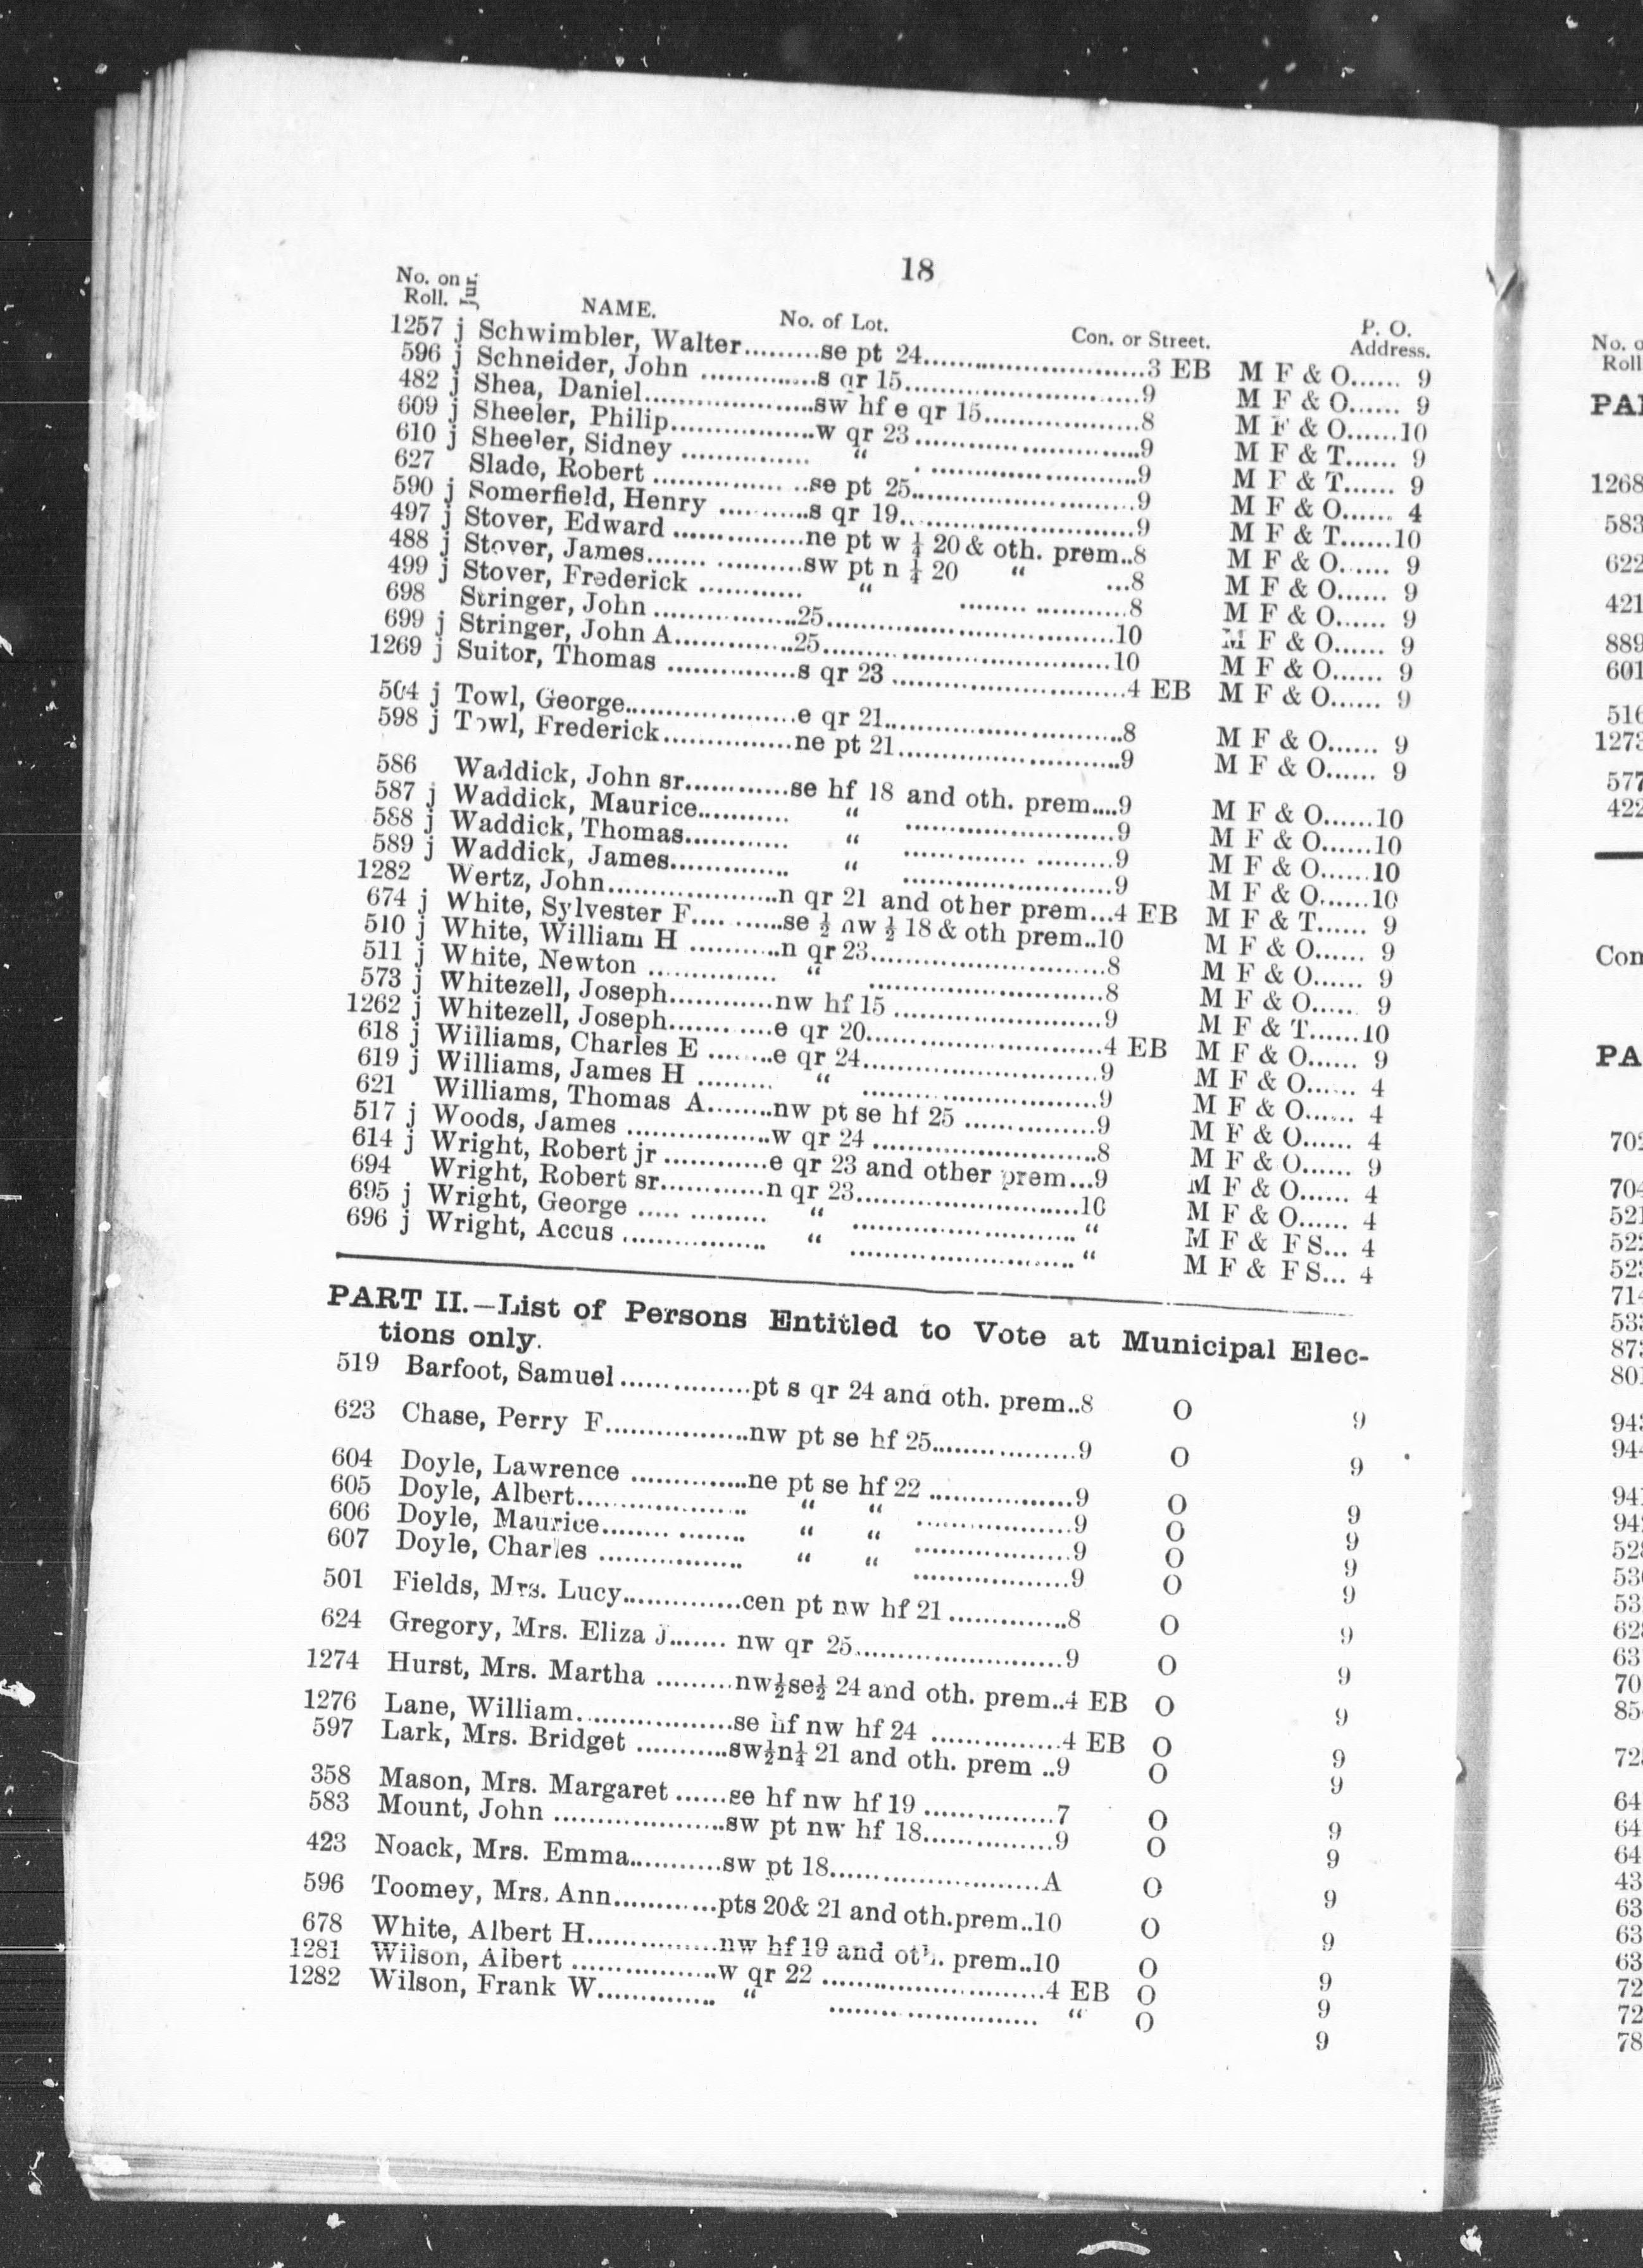 18
No. on Roll. Jur. NAME. No. of Lot. Con. or Street. P. O. Address.
1257 j Schwimbler, Walter.........se pt 24..............................3 EB M F & O...... 9
596 j Schneider, John .............s qr 15..............................9 M F & O...... 9
482 j Shea, Daniel....................sw hf e qr 15....................8 M F & O......10
609 j Sheeler, Philip.................w qr 23..............................9 M F & T...... 9
610 j Sheeler, Sidney ............... “ ..............................9 M F & T...... 9
627 Slade, Robert ..................se pt 25..............................9 M F & O...... 4
590 j Somerfield, Henry ............s qr 19..............................9 M F & T......10
497 j Stover, Edward ...............ne pt w ¼ 20 & oth. prem..8 M F & O...... 9
488 j Stover, James..................sw pt n ¼ 20 “ ...8 M F & O...... 9
499 j Stover, Frederick ............ “ ....................8 M F & O...... 9
698 Stringer, John .................25..............................10 M F & O...... 9
699 j Stringer, John A..............25..............................10 M F & O...... 9
1269 j Suitor, Thomas ...............s qr 23 ..............................4 EB M F & O...... 9
504 j Towl, George....................e qr 21..............................8 M F & O...... 9
598 j Towl, Frederick...............ne pt 21..............................9 M F & O...... 9
586 Waddick, John sr............se hf 18 and oth. prem....9 M F & O......10
587 j Waddick, Maurice........... “ .........................9 M F & O......10
588 j Waddick, Thomas............ “ .........................9 M F & O......10
589 j Waddick, James.............. “ .........................9 M F & O......10
1282 Wertz, John....................n qr 21 and other prem...4 EB M F & T...... 9
674 j White, Sylvester F...........se ½ nw ½ 18 & oth prem..10 M F & O...... 9
510 j White, William H ...........n qr 23..............................8 M F & O...... 9
511 j White, Newton ............... “ ..............................8 M F & O...... 9
573 j Whitezell, Joseph............nw hf 15 .........................9 M F & T......10
1262 j Whitezell, Joseph............e qr 20..............................4 EB M F & O...... 9
618 j Williams, Charles E ........e qr 24..............................9 M F & O...... 4
619 j Williams, James H ......... “ ..............................9 M F & O...... 4
621 Williams, Thomas A........nw pt se hf 25 ................9 M F & O...... 4
517 j Woods, James .................w qr 24 .........................8 M F & O...... 9
614 j Wright, Robert jr ............e qr 23 and other prem...9 M F & O...... 4
694 Wright, Robert sr............n qr 23..............................10 M F & O...... 4
695 j Wright, George ............... “ .............................. “ M F & F S... 4
696 j Wright, Accus ................. “ .............................. “ M F & F S... 4
PART II.—List of Persons Entitled to Vote at Municipal Elec-
tions only.
519 Barfoot, Samuel ...............pt s qr 24 and oth. prem..8 O 9
623 Chase, Perry F.................nw pt se hf 25.................9 O 9
604 Doyle, Lawrence ..............ne pt se hf 22 .................9 O 9
605 Doyle, Albert.................... “ “ ...................9 O 9
606 Doyle, Maurice................. “ “ ...................9 O 9
607 Doyle, Charles ................. “ “ ...................9 O 9
501 Fields, Mrs. Lucy..............cen pt nw hf 21 .............8 O 9
624 Gregory, Mrs. Eliza J....... nw qr 25.........................9 O 9
1274 Hurst, Mrs. Martha .........nw½se½ 24 and oth. prem..4 EB O 9
1276 Lane, William...................se hf nw hf 24 ...............4 EB O 9
597 Lark, Mrs. Bridget ...........sw½n¼ 21 and oth. prem ..9 O 9
358 Mason, Mrs. Margaret ......se hf nw hf 19 ...............7 O 9
583 Mount, John ....................sw pt nw hf 18...............9 O 9
423 Noack, Mrs. Emma...........sw pt 18.........................A O 9
596 Toomey, Mrs. Ann............pts 20 & 21 and oth. prem..10 O 9
678 White, Albert H...............nw hf 19 and oth. prem..10 O 9
1281 Wilson, Albert .................w qr 22 .........................4 EB O 9
1282 Wilson, Frank W.............. “ ......................... “ O 9